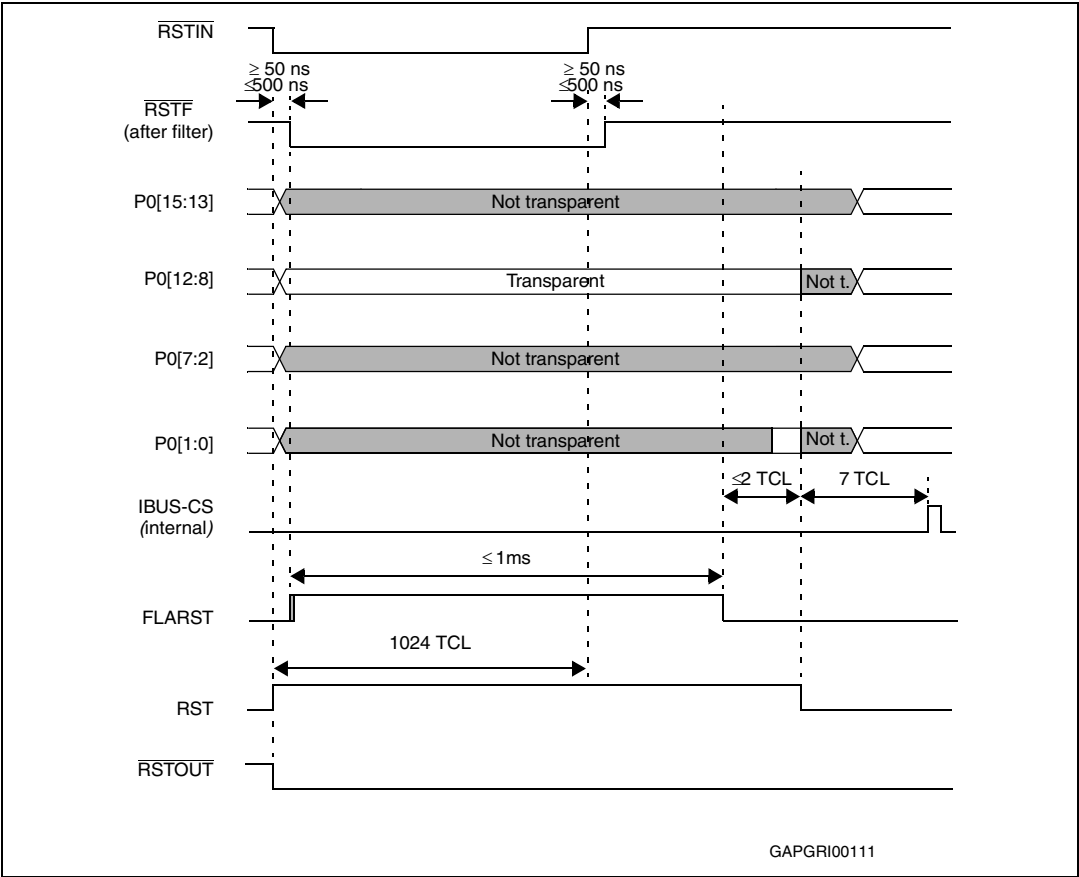 RSTIN
≥ 50 ns ≥ 50 ns
≤500 ns ≤500 ns
RSTF
(after filter)
P0[15:13] Not transparent
P0[12:8] Transparent Not t.
P0[7:2] Not transparent
P0[1:0] Not transparent Not t.
≤2 TCL 7 TCL
IBUS-CS
(internal)
≤ 1ms
FLARST
1024 TCL
RST
RSTOUT
GAPGRI00111